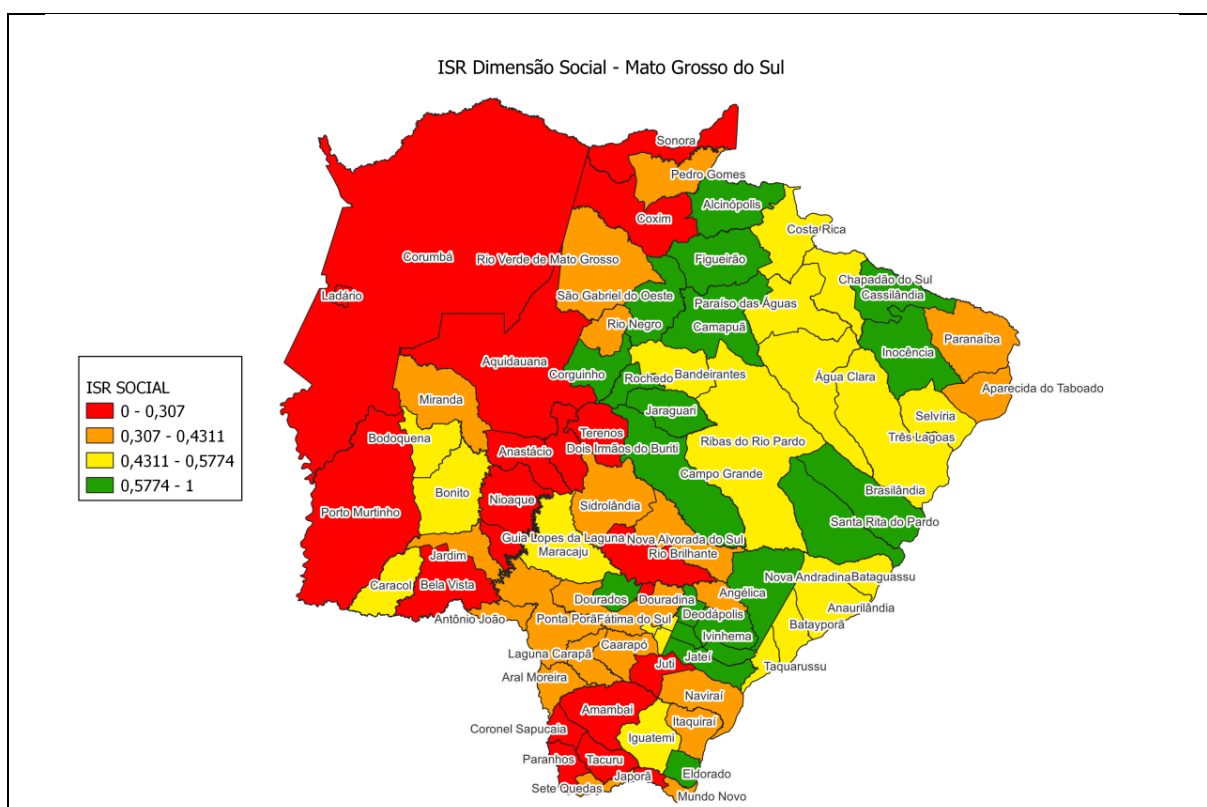 ISR Dimensão Social - Mato Grosso do Sul
Sonora
Pedro Gomes
Alcinópolis
Coxim
Costa Rica
Corumbá
Rio Verde de Mato Grosso
Figueirão
Chapadão do Sul
Ladário
São Gabriel do Oeste
Paraíso das Águas
Cassilândia
Rio Negro
Camapuã
Paranaíba
Inocência
Aquidauana
Corguinho
Rochedo
Bandeirantes
Água Clara
Aparecida do Taboado
ISR SOCIAL
0 - 0,307
0,307 - 0,4311
0,4311 - 0,5774
0,5774 - 1
Miranda
Jaraguari
Selvíria
Bodoquena
Terenos
Ribas do Rio Pardo
Três Lagoas
Anastácio
Dois Irmãos do Buriti
Campo Grande
Bonito
Nioaque
Sidrolândia
Brasilândia
Porto Murtinho
Santa Rita do Pardo
Guia Lopes da Laguna
Nova Alvorada do Sul
Maracaju
Rio Brilhante
Jardim
Caracol
Bela Vista
Nova Andradina
Bataguassu
Dourados
Douradina
Angélica
Anaurilândia
Antônio João
Ponta Porã
Fátima do Sul
Deodápolis
Batayporã
Ivinhema
Laguna Carapã
Caarapó
Jateí
Taquarussu
Aral Moreira
Juti
Naviraí
Amambai
Itaquiraí
Coronel Sapucaia
Iguatemi
Paranhos
Tacuru
Eldorado
Japorã
Sete Quedas
Mundo Novo